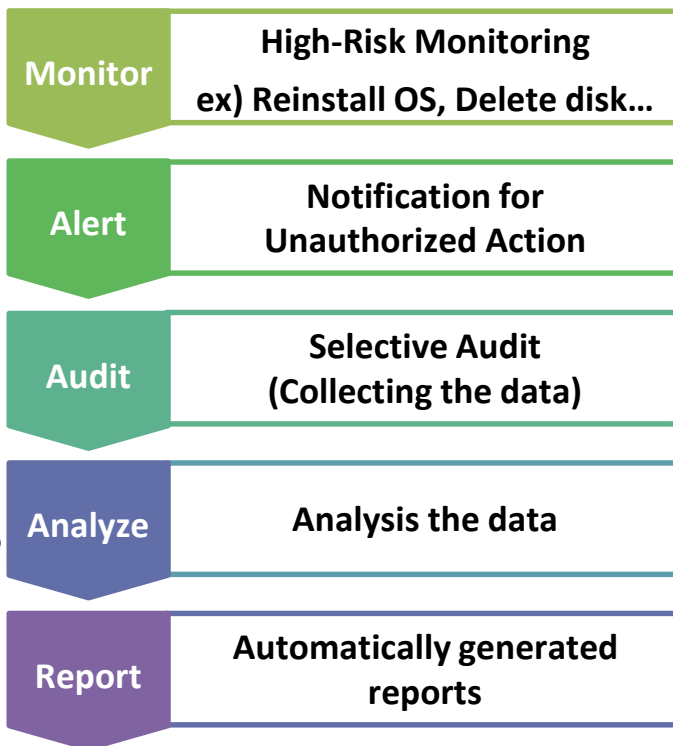 Monitor
High-Risk Monitoring
ex) Reinstall OS, Delete disk...
Alert
Notification for
Unauthorized Action
Audit
Selective Audit
(Collecting the data)
Analyze
Analysis the data
Report
Automatically generated
reports